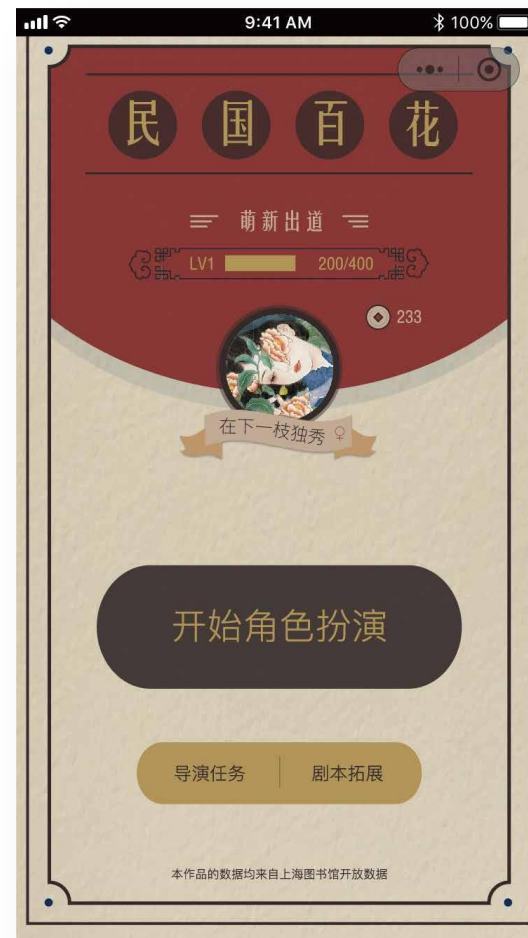 9:41 AM 100%
民国百花
萌新出道
LV1 200/400
233
在下一枝独秀♀
开始角色扮演
导演任务 剧本拓展
本作品的数据均来自上海图书馆开放数据